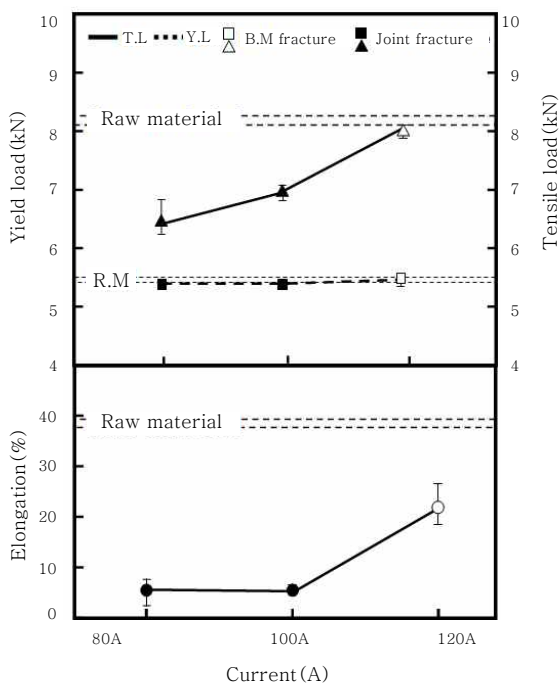 T.L Y.L B.M fracture Joint fracture (
10 10
9 9
Raw material
8 8
7 7
6 6
R.M
5 5
4 4
Yield load(kN)
Tensile load(kN)
Raw material
40
30
20
10
0
Elongation(%)
80A 100A 120A
Current(A)